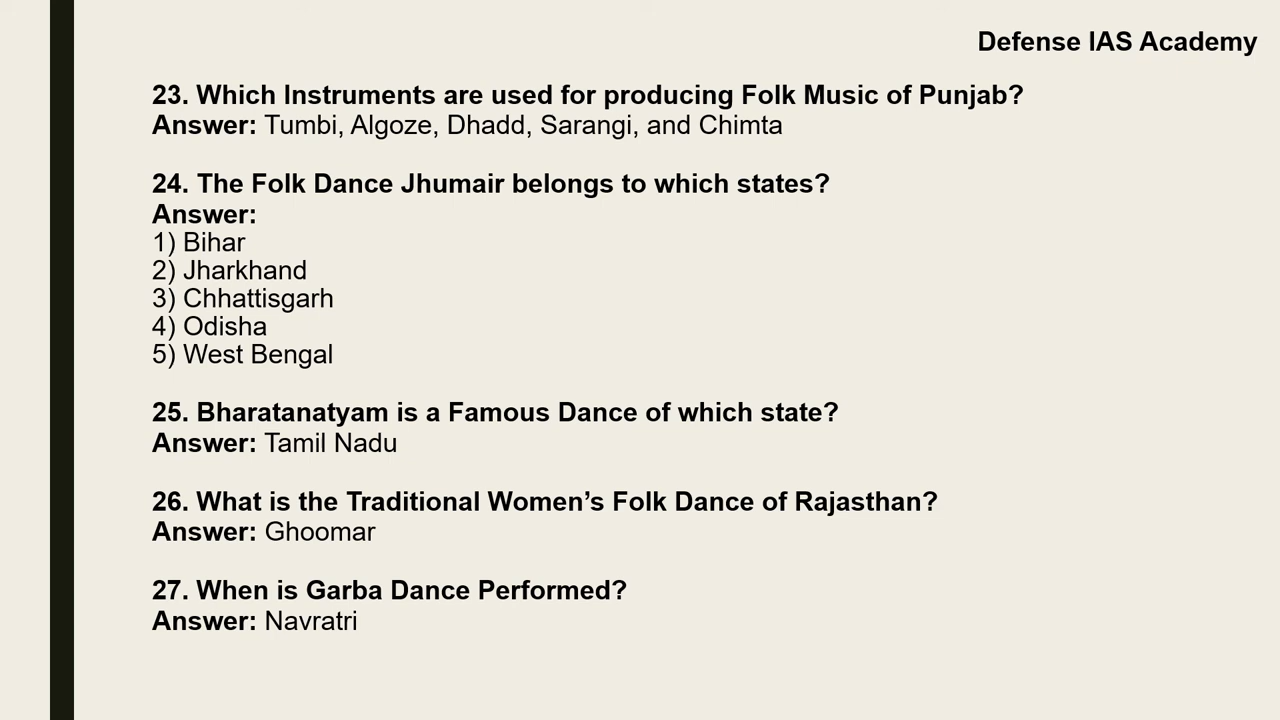 Defense IAS Academy
23. Which Instruments are used for producing Folk Music of Punjab?
Answer: Tumbi, Algoze, Dhadd, Sarangi, and Chimta
24. The Folk Dance Jhumair belongs to which states?
Answer:
1) Bihar
2) Jharkhand
3) Chhattisgarh
4) Odisha
5) West Bengal
25. Bharatanatyam is a Famous Dance of which state?
Answer: Tamil Nadu
26. What is the Traditional Women’s Folk Dance of Rajasthan?
Answer: Ghoomar
27. When is Garba Dance Performed?
Answer: Navratri